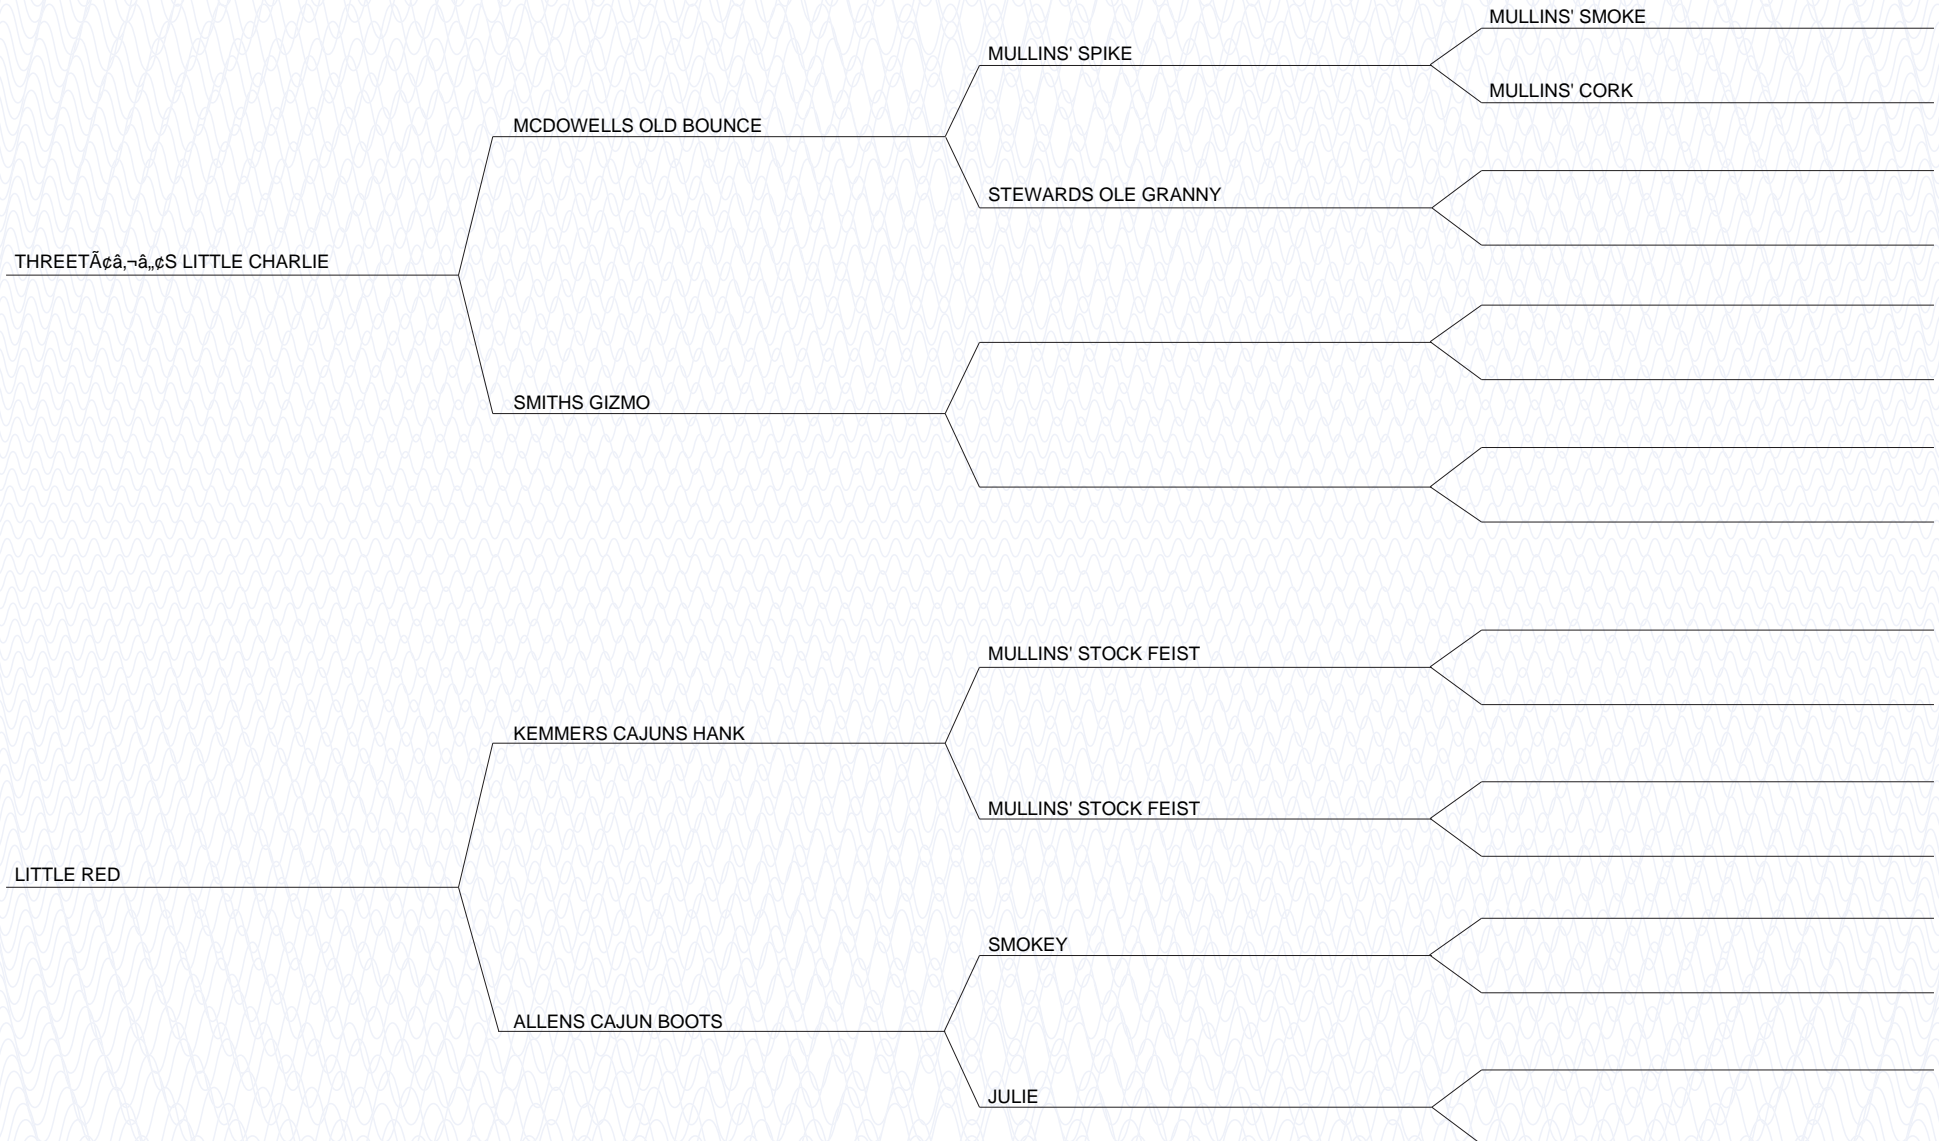 MULLINS' SMOKE
MULLINS' SPIKE
MULLINS' CORK
MCDOWELLS OLD BOUNCE
STEWARDS OLE GRANNY
THREETÃ¢â‚¬â„¢S LITTLE CHARLIE
SMITHS GIZMO
MULLINS' STOCK FEIST
KEMMERS CAJUNS HANK
MULLINS' STOCK FEIST
LITTLE RED
SMOKEY
ALLENS CAJUN BOOTS
JULIE